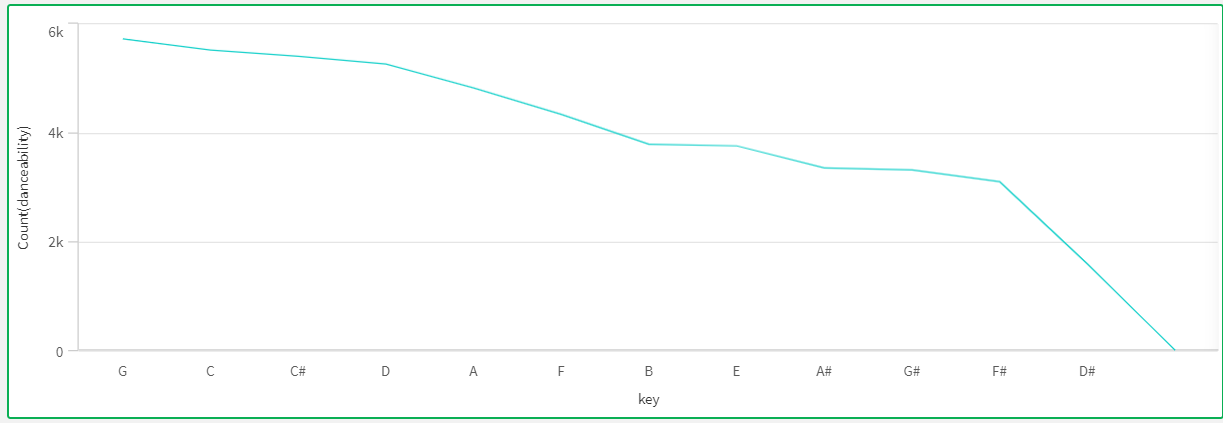 Count(danceability)
6k
4k
2k
0
G C C# D A F B E A# G# F# D#
key